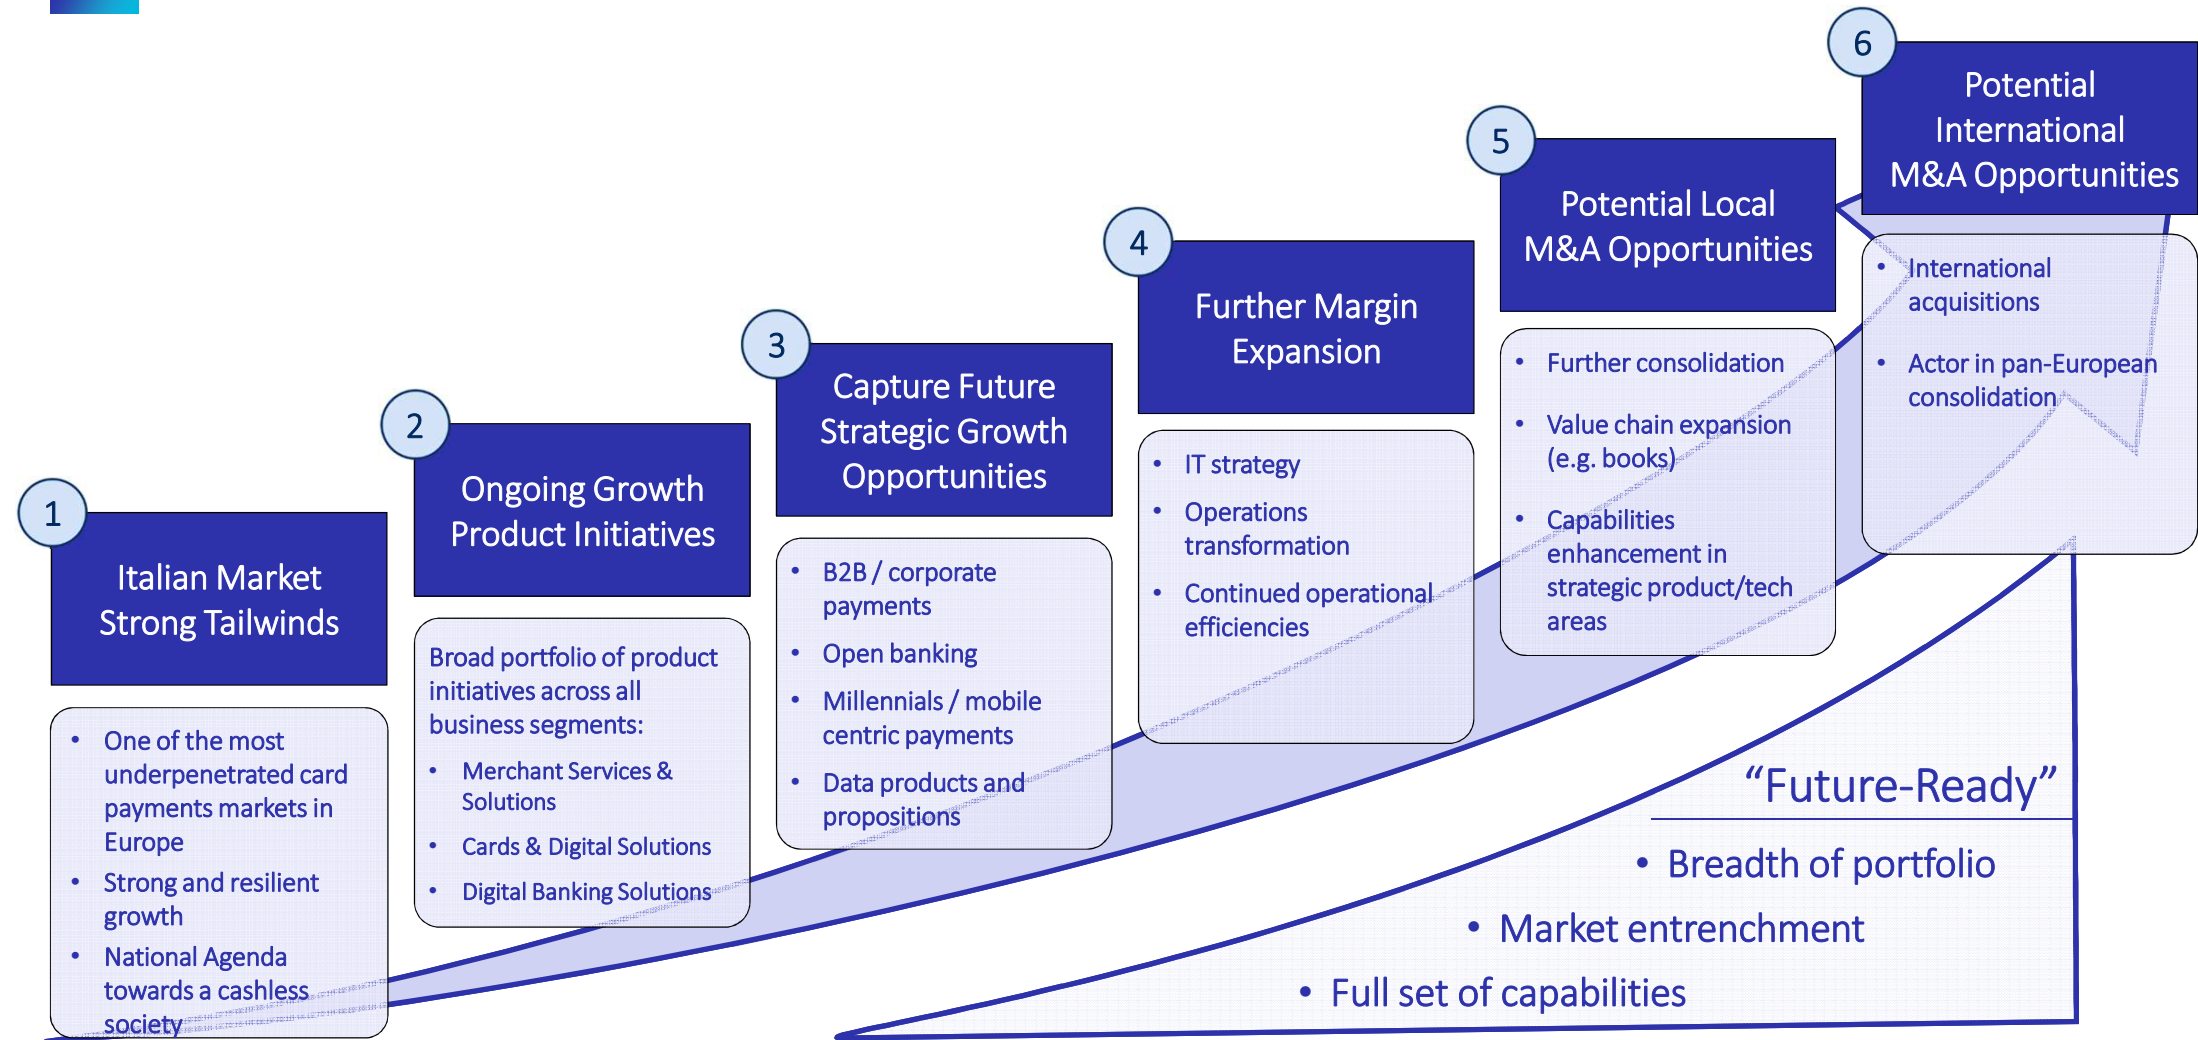 1
Italian Market
Strong Tailwinds
• One of the most
underpenetrated card
payments markets in
Europe
• Strong and resilient
growth
• National Agenda
towards a cashless
society
2
Ongoing Growth
Product Initiatives
Broad portfolio of product
initiatives across all
business segments:
• Merchant Services &
Solutions
• Cards & Digital Solutions
• Digital Banking Solutions
3
Capture Future
Strategic Growth
Opportunities
• B2B / corporate
payments
• Open banking
• Millennials / mobile
centric payments
• Data products and
propositions
4
Further Margin
Expansion
• IT strategy
• Operations
transformation
• Continued operational
efficiencies
5
Potential Local
M&A Opportunities
• Further consolidation
• Value chain expansion
(e.g. books)
• Capabilities
enhancement in
strategic product/tech
areas
6
Potential
International
M&A Opportunities
• International
acquisitions
• Actor in pan-European
consolidation
“Future-Ready”
• Breadth of portfolio
• Market entrenchment
• Full set of capabilities